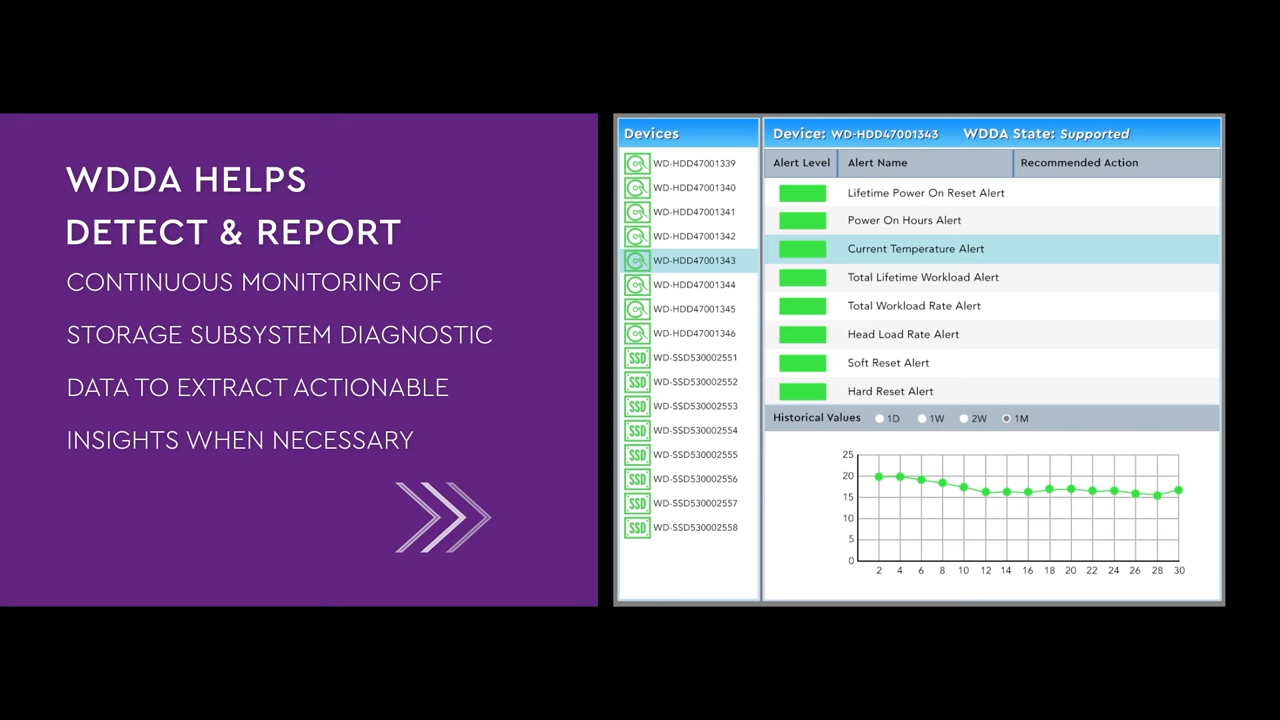 WDDA HELPS
DETECT & REPORT
CONTINUOUS MONITORING OF
STORAGE SUBSYSTEM DIAGNOSTIC
DATA TO EXTRACT ACTIONABLE
INSIGHTS WHEN NECESSARY
Devices
WD-HDD47001339
WD-HDD47001340
WD-HDD47001341
WD-HDD47001342
WD-HDD47001343
WD-HDD47001344
WD-HDD47001345
WD-HDD47001346
SSD WD-SSD530002551
SSD WD-SSD530002552
SSD WD-SSD530002553
SSD WD-SSD530002554
SSD WD-SSD530002555
SSD WD-SSD530002556
SSD WD-SSD530002557
SSD WD-SSD530002558
Device: WD-HDD47001343 WDDA State: Supported
Alert Level Alert Name Recommended Action
Lifetime Power On Reset Alert
Power On Hours Alert
Current Temperature Alert
Total Lifetime Workload Alert
Total Workload Rate Alert
Head Load Rate Alert
Soft Reset Alert
Hard Reset Alert
Historical Values 1D 1W 2W 1M
25
20
15
10
5
0
2 4 6 8 10 12 14 16 18 20 22 24 26 28 30